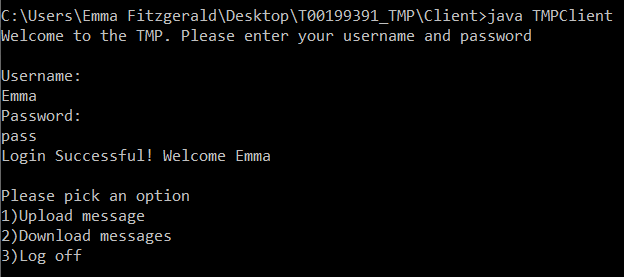 C:\Users\Emma Fitzgerald\Desktop\T00199391_TMP\Client>java TMPClient
Welcome to the TMP. Please enter your username and password
Username:
Emma
Password:
pass
Login Successful! Welcome Emma
Please pick an option
1)Upload message
2)Download messages
3)Log off